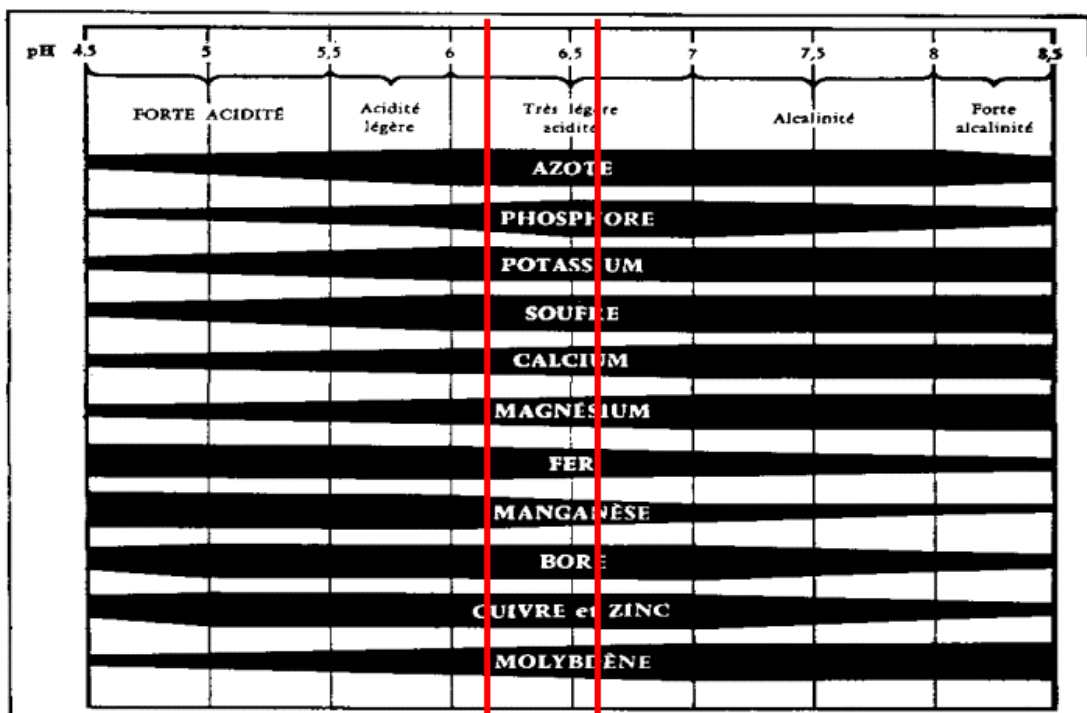 pH 4,5 5 5,5 6 6,5 7 7,5 8 8,5
FORTE ACIDITÉ
Acidité
légère
Très légère
acidité
Alcalinité
Forte
alcalinité
AZOTE
PHOSPHORE
POTASSIUM
SOUFRE
CALCIUM
MAGNÉSIUM
FER
MANGANÈSE
BORE
CUIVRE et ZINC
MOLYBDÈNE